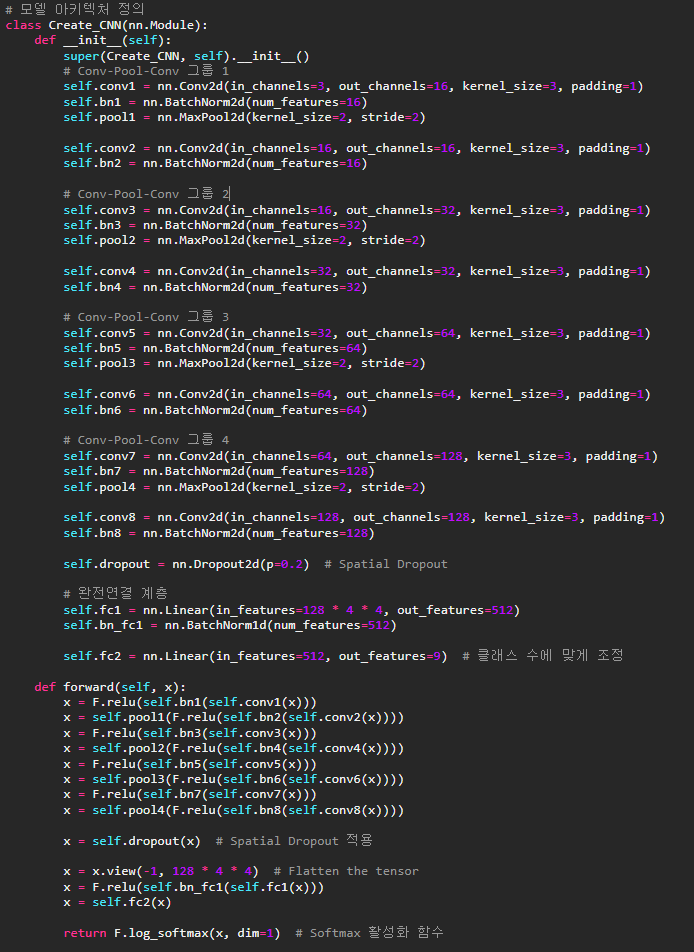 # 모델 아키텍처 정의
class Create_CNN(nn.Module):
    def __init__(self):
        super(Create_CNN, self).__init__()
        # Conv-Pool-Conv 그룹 1
        self.conv1 = nn.Conv2d(in_channels=3, out_channels=16, kernel_size=3, padding=1)
        self.bn1 = nn.BatchNorm2d(num_features=16)
        self.pool1 = nn.MaxPool2d(kernel_size=2, stride=2)

        self.conv2 = nn.Conv2d(in_channels=16, out_channels=16, kernel_size=3, padding=1)
        self.bn2 = nn.BatchNorm2d(num_features=16)

        # Conv-Pool-Conv 그룹 2
        self.conv3 = nn.Conv2d(in_channels=16, out_channels=32, kernel_size=3, padding=1)
        self.bn3 = nn.BatchNorm2d(num_features=32)
        self.pool2 = nn.MaxPool2d(kernel_size=2, stride=2)

        self.conv4 = nn.Conv2d(in_channels=32, out_channels=32, kernel_size=3, padding=1)
        self.bn4 = nn.BatchNorm2d(num_features=32)

        # Conv-Pool-Conv 그룹 3
        self.conv5 = nn.Conv2d(in_channels=32, out_channels=64, kernel_size=3, padding=1)
        self.bn5 = nn.BatchNorm2d(num_features=64)
        self.pool3 = nn.MaxPool2d(kernel_size=2, stride=2)

        self.conv6 = nn.Conv2d(in_channels=64, out_channels=64, kernel_size=3, padding=1)
        self.bn6 = nn.BatchNorm2d(num_features=64)

        # Conv-Pool-Conv 그룹 4
        self.conv7 = nn.Conv2d(in_channels=64, out_channels=128, kernel_size=3, padding=1)
        self.bn7 = nn.BatchNorm2d(num_features=128)
        self.pool4 = nn.MaxPool2d(kernel_size=2, stride=2)

        self.conv8 = nn.Conv2d(in_channels=128, out_channels=128, kernel_size=3, padding=1)
        self.bn8 = nn.BatchNorm2d(num_features=128)

        self.dropout = nn.Dropout2d(p=0.2)  # Spatial Dropout

        # 완전연결 계층
        self.fc1 = nn.Linear(in_features=128 * 4 * 4, out_features=512)
        self.bn_fc1 = nn.BatchNorm1d(num_features=512)

        self.fc2 = nn.Linear(in_features=512, out_features=9)  # 클래스 수에 맞게 조정

    def forward(self, x):
        x = F.relu(self.bn1(self.conv1(x)))
        x = self.pool1(F.relu(self.bn2(self.conv2(x))))
        x = F.relu(self.bn3(self.conv3(x)))
        x = self.pool2(F.relu(self.bn4(self.conv4(x))))
        x = F.relu(self.bn5(self.conv5(x)))
        x = self.pool3(F.relu(self.bn6(self.conv6(x))))
        x = F.relu(self.bn7(self.conv7(x)))
        x = self.pool4(F.relu(self.bn8(self.conv8(x))))

        x = self.dropout(x)  # Spatial Dropout 적용

        x = x.view(-1, 128 * 4 * 4)  # Flatten the tensor
        x = F.relu(self.bn_fc1(self.fc1(x)))
        x = self.fc2(x)

        return F.log_softmax(x, dim=1)  # Softmax 활성화 함수